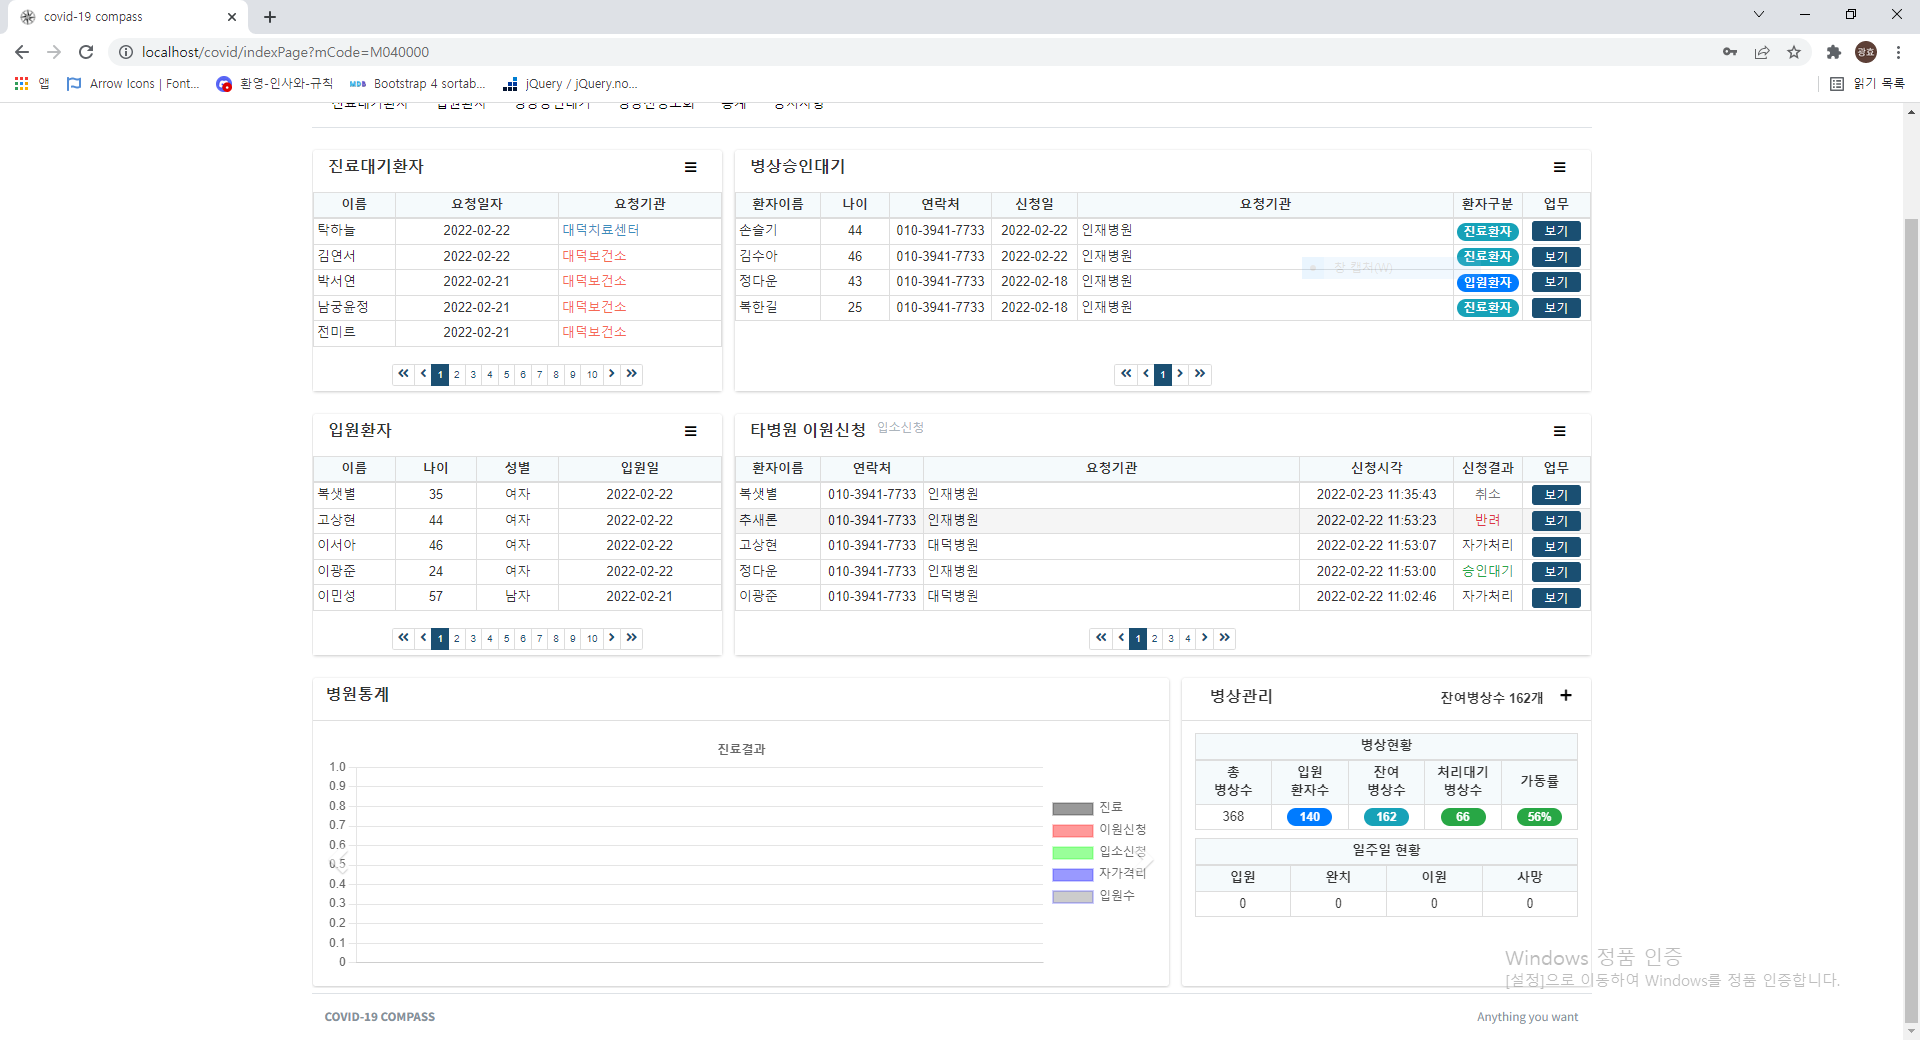 covid-19 compass
localhost/covid/indexPage?mCode=M040000
광효
앱 Arrow Icons | Font... 환영-인사와-규칙 MDB Bootstrap 4 sortab... jQuery / jQuery.no... 읽기 목록
진료대기환자 입원환자 병상승인대기 통계 공지사항
진료대기환자
이름 요청일자 요청기관
탁하늘 2022-02-22 대덕치료센터
김연서 2022-02-22 대덕보건소
박서연 2022-02-21 대덕보건소
남궁윤정 2022-02-21 대덕보건소
전미르 2022-02-21 대덕보건소
1 2 3 4 5 6 7 8 9 10
병상승인대기
환자이름 나이 연락처 신청일 요청기관 환자구분 업무
손슬기 44 010-3941-7733 2022-02-22 인재병원 진료환자 보기
김수아 46 010-3941-7733 2022-02-22 인재병원 진료환자 보기
창 캡처(W)
정다운 43 010-3941-7733 2022-02-18 인재병원 입원환자 보기
복한길 25 010-3941-7733 2022-02-18 인재병원 진료환자 보기
1
입원환자
이름 나이 성별 입원일
복샛별 35 여자 2022-02-22
고상현 44 여자 2022-02-22
이서아 46 여자 2022-02-22
이광준 24 여자 2022-02-22
이민성 57 남자 2022-02-21
1 2 3 4 5 6 7 8 9 10
타병원 이원신청 입소신청
환자이름 연락처 요청기관 신청시각 신청결과 업무
복샛별 010-3941-7733 인재병원 2022-02-23 11:35:43 취소 보기
추새론 010-3941-7733 인재병원 2022-02-22 11:53:23 반려 보기
고상현 010-3941-7733 대덕병원 2022-02-22 11:53:07 자가처리 보기
정다운 010-3941-7733 인재병원 2022-02-22 11:53:00 승인대기 보기
이광준 010-3941-7733 대덕병원 2022-02-22 11:02:46 자가처리 보기
1 2 3 4
병원통계
진료결과
1.0
0.9
0.8
0.7
0.6
0.5
0.4
0.3
0.2
0.1
0
진료
이원신청
입소신청
자가격리
입원수
병상관리 잔여병상수 162개
병상현황
총 병상수 입원 환자수 잔여 병상수 처리대기 병상수 가동률
368 140 162 66 56%
일주일 현황
입원 완치 이원 사망
0 0 0 0
Windows 정품 인증
[설정]으로 이동하여 Windows를 정품 인증합니다.
COVID-19 COMPASS Anything you want